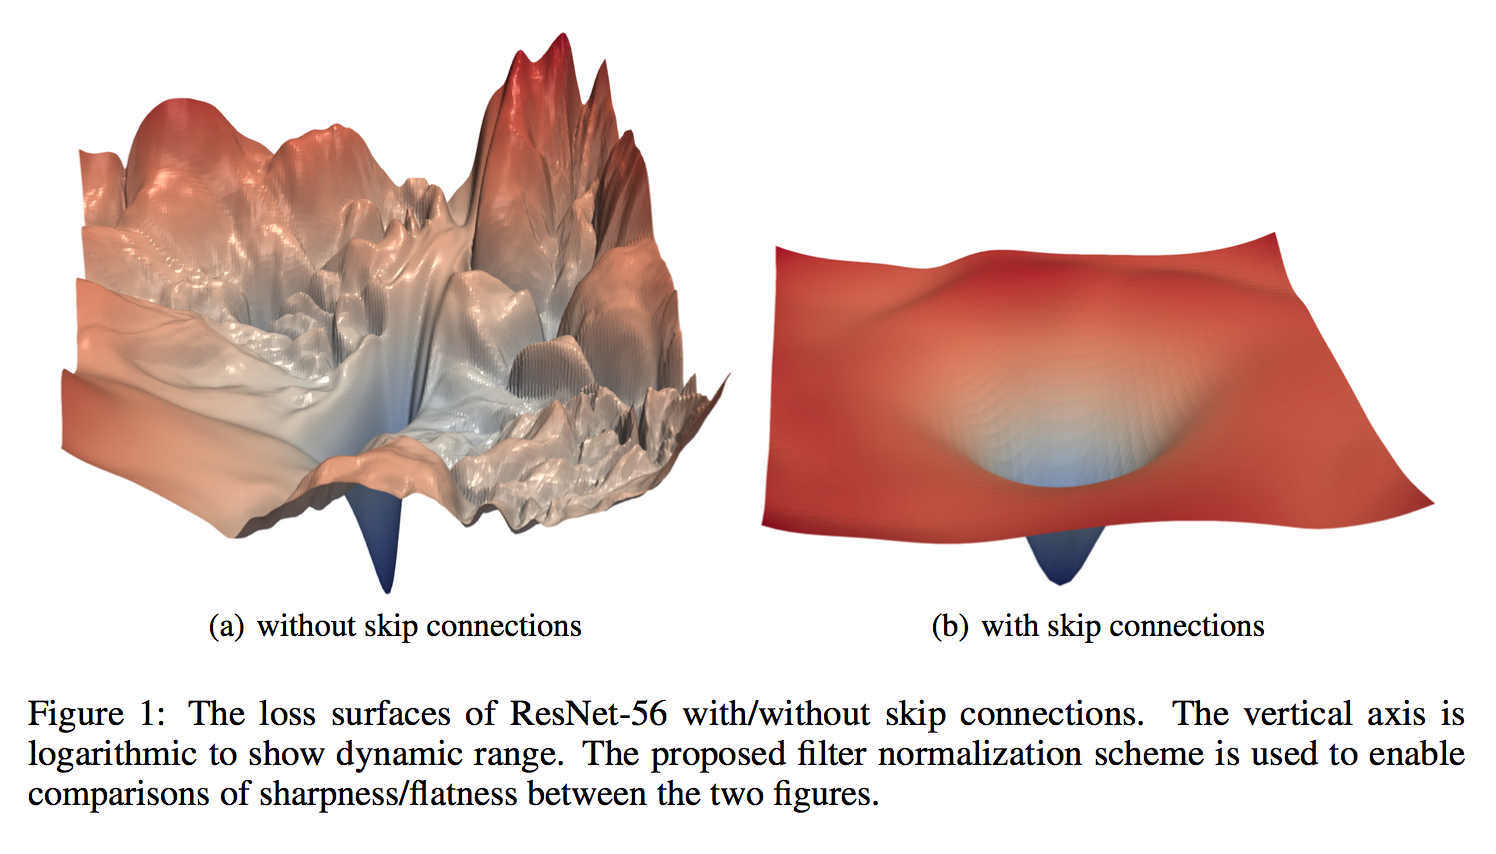 (a) without skip connections
(b) with skip connections
Figure 1: The loss surfaces of ResNet-56 with/without skip connections. The vertical axis is
logarithmic to show dynamic range. The proposed filter normalization scheme is used to enable
comparisons of sharpness/flatness between the two figures.